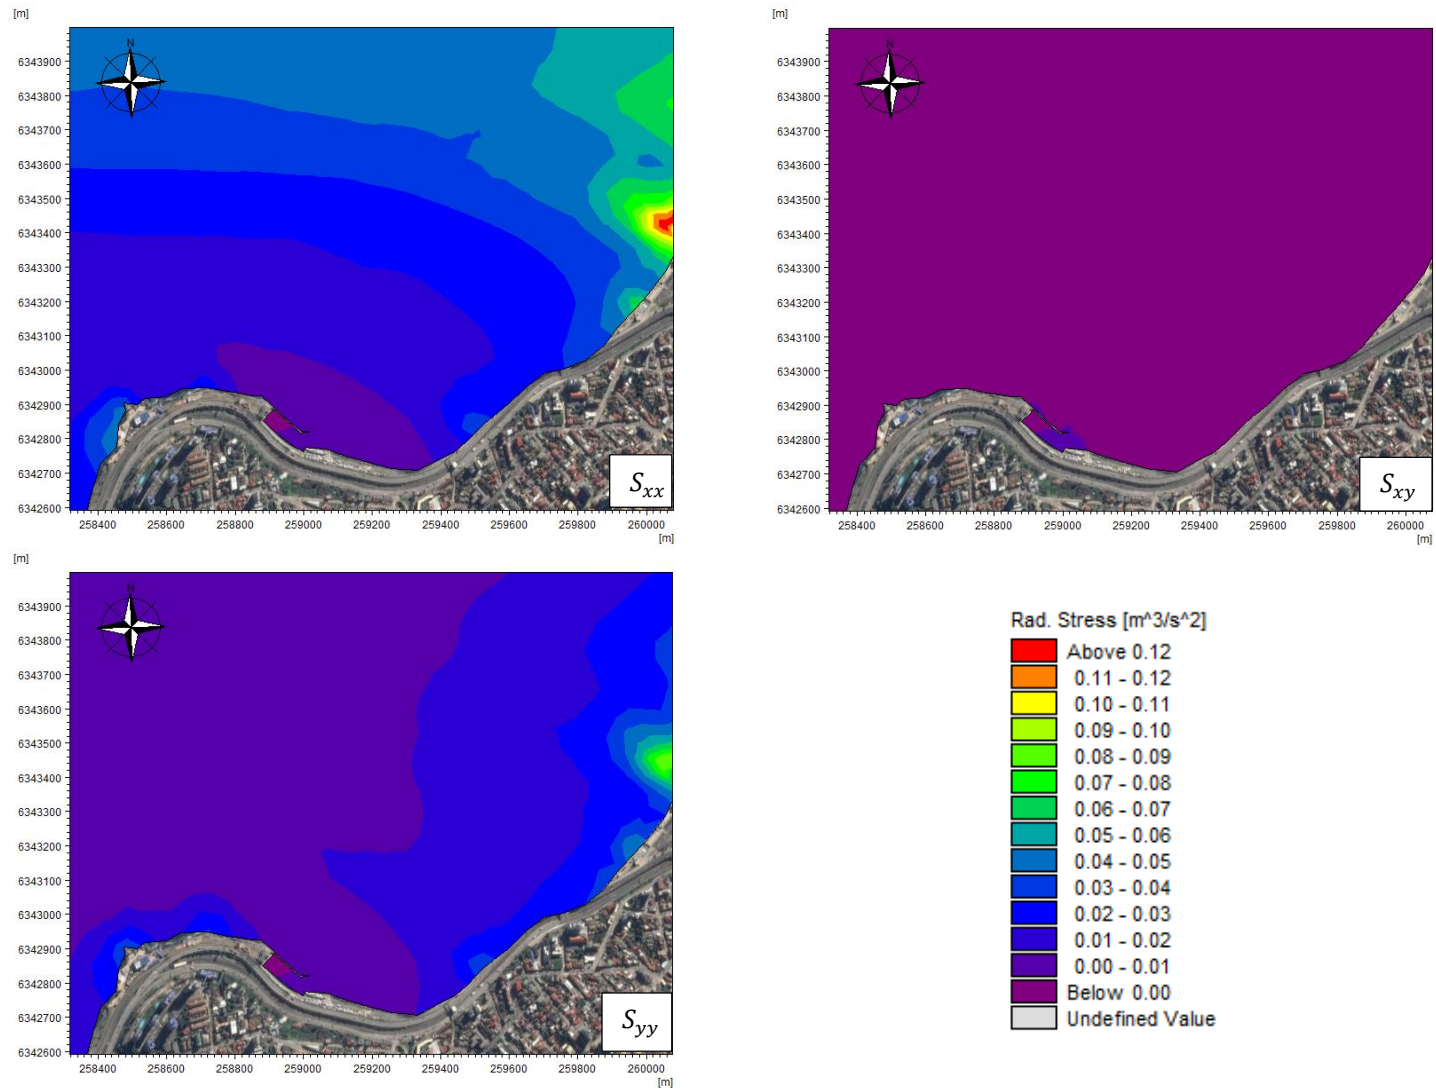 [m]
N
6343900
6343800
6343700
6343600
6343500
6343400
6343300
6343200
6343100
6343000
6342900
6342800
6342700
6342600
258400 258600 258800 259000 259200 259400 259600 259800 260000
[m]
Sxx
[m]
N
6343900
6343800
6343700
6343600
6343500
6343400
6343300
6343200
6343100
6343000
6342900
6342800
6342700
6342600
258400 258600 258800 259000 259200 259400 259600 259800 260000
[m]
Sxy
[m]
N
6343900
6343800
6343700
6343600
6343500
6343400
6343300
6343200
6343100
6343000
6342900
6342800
6342700
6342600
258400 258600 258800 259000 259200 259400 259600 259800 260000
[m]
Syy
Rad. Stress [m^3/s^2]
Above 0.12
0.11 - 0.12
0.10 - 0.11
0.09 - 0.10
0.08 - 0.09
0.07 - 0.08
0.06 - 0.07
0.05 - 0.06
0.04 - 0.05
0.03 - 0.04
0.02 - 0.03
0.01 - 0.02
0.00 - 0.01
Below 0.00
Undefined Value